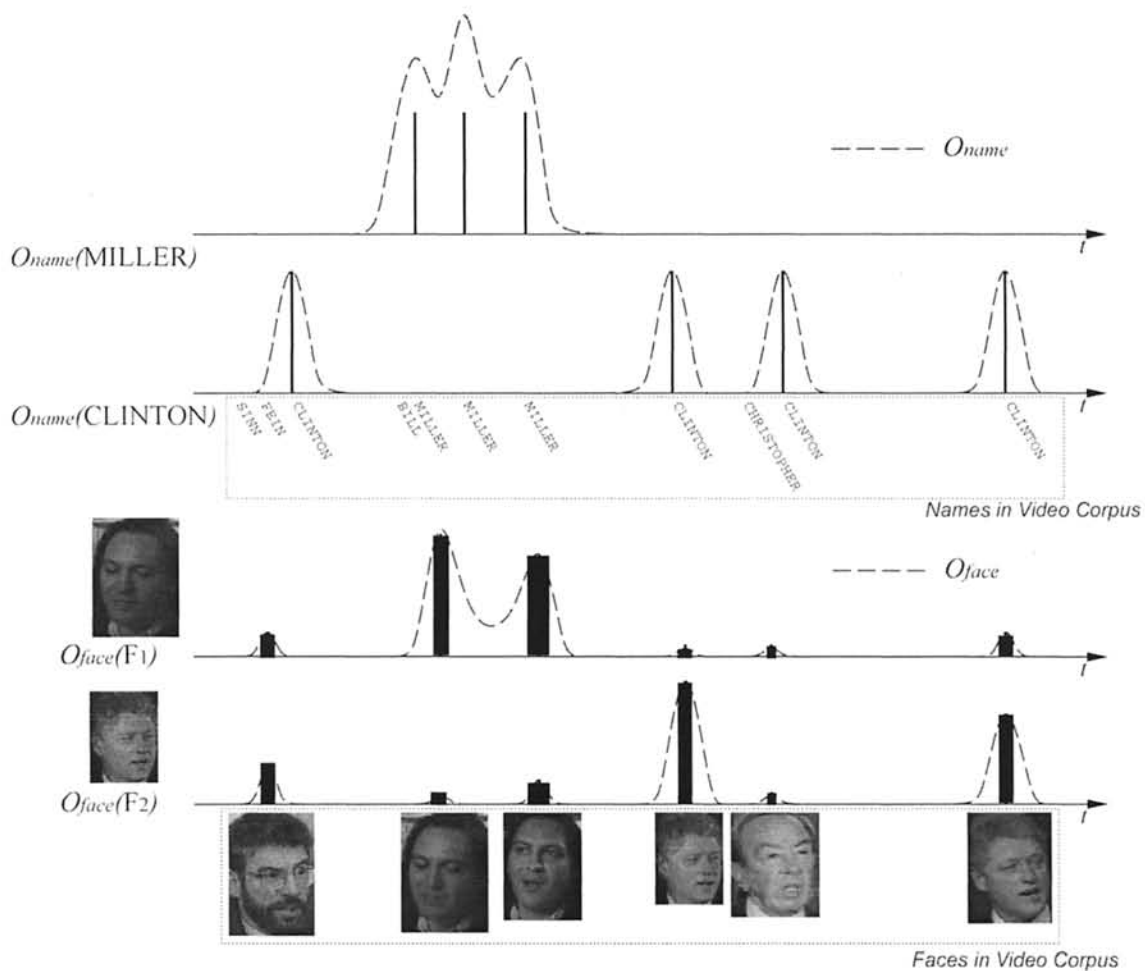 Oname
t
Oname(MILLER)
t
Oname(CLINTON)
SINN
FEIN
CLINTON
BILL
MILLER
MILLER
MILLER
CLINTON
CHRISTOPHER
CLINTON
CLINTON
Names in Video Corpus
Oface
Oface(F1)
t
Oface(F2)
t
Faces in Video Corpus